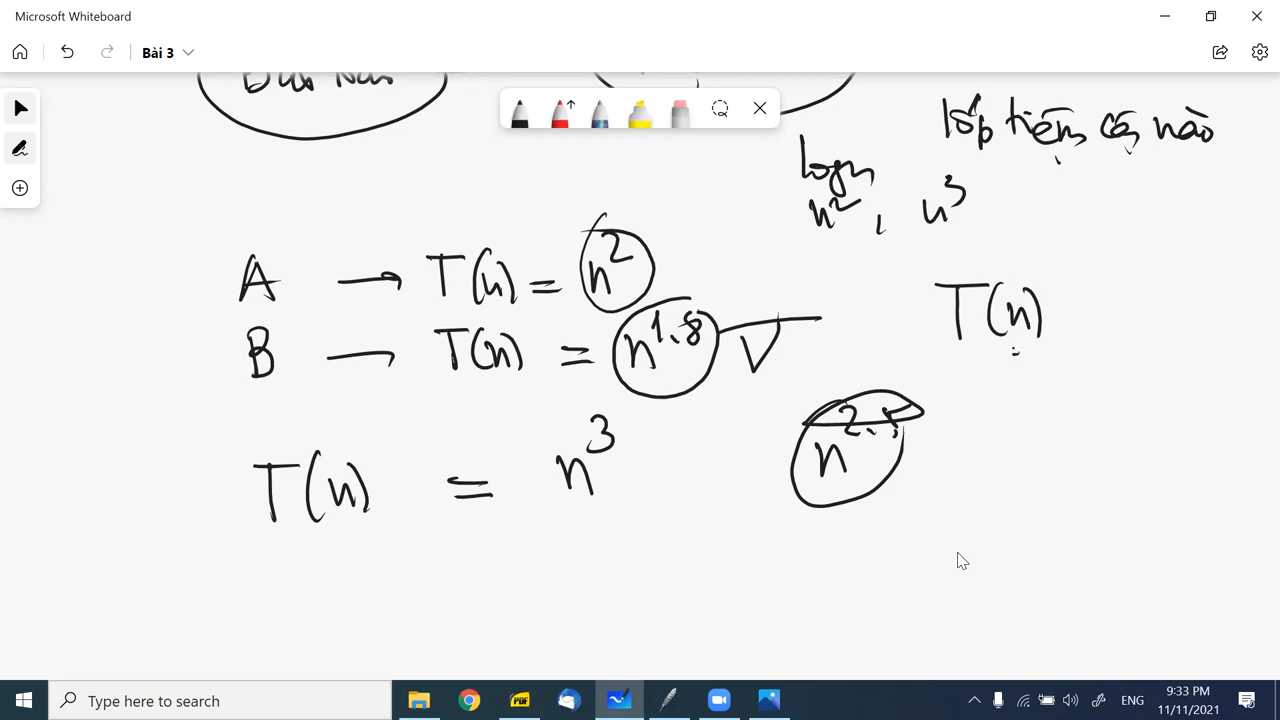 Microsoft Whiteboard
Bài 3
lớp tiệm cận nào
logn
n², n³
A → T(n) = n²
B — T(n) = n^1.8 V
T(n)
T(n) = n³
n^2.5
Type here to search
ENG
9:33 PM
11/11/2021